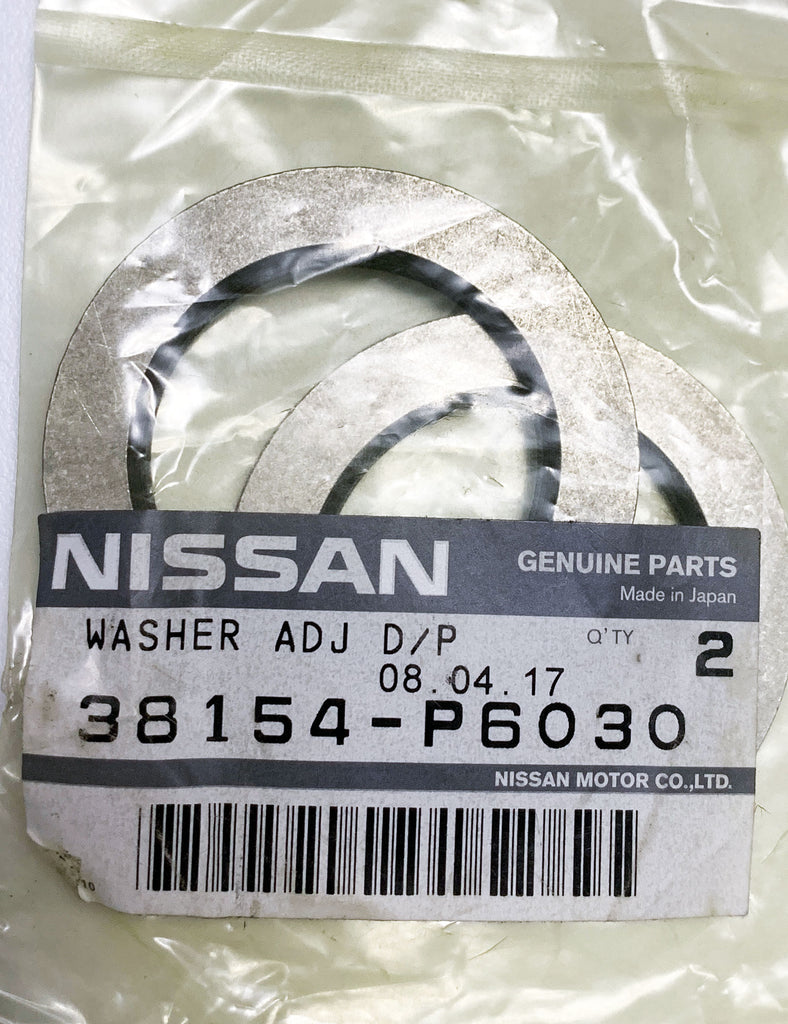 NISSAN
GENUINE PARTS
Made in Japan
WASHER ADJ D/P
Q'TY 2
08.04.17
38154-P6030
NISSAN MOTOR CO.,LTD.
10